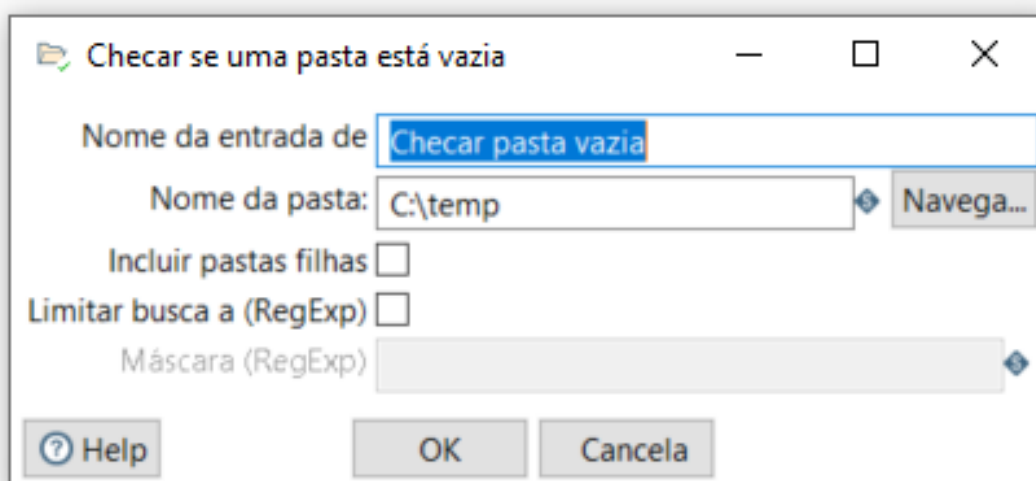 Checar se uma pasta está vazia
Nome da entrada de Checar pasta vazia
Nome da pasta: C:\temp Navega...
Incluir pastas filhas
Limitar busca a (RegExp)
Máscara (RegExp)
Help OK Cancela